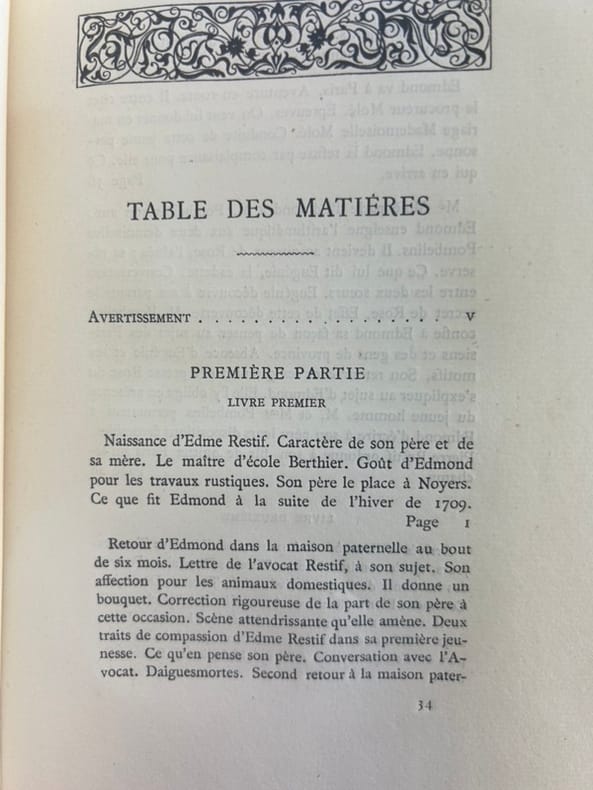 TABLE DES MATIÈRES
AVERTISSEMENT . . . . . . . . . . . . . . . . . . . . V
PREMIÈRE PARTIE
LIVRE PREMIER
Naissance d'Edme Restif. Caractère de son père et de
sa mère. Le maître d'école Berthier. Goût d'Edmond
pour les travaux rustiques. Son père le place à Noyers.
Ce que fit Edmond à la suite de l'hiver de 1709.
Page 1
Retour d'Edmond dans la maison paternelle au bout
de six mois. Lettre de l'avocat Restif, à son sujet. Son
affection pour les animaux domestiques. Il donne un
bouquet. Correction rigoureuse de la part de son père à
cette occasion. Scène attendrissante qu'elle amène. Deux
traits de compassion d'Edme Restif dans sa première jeu-
nesse. Ce qu'en pense son père. Conversation avec l'A-
vocat. Daiguesmortes. Second retour à la maison pater-
34